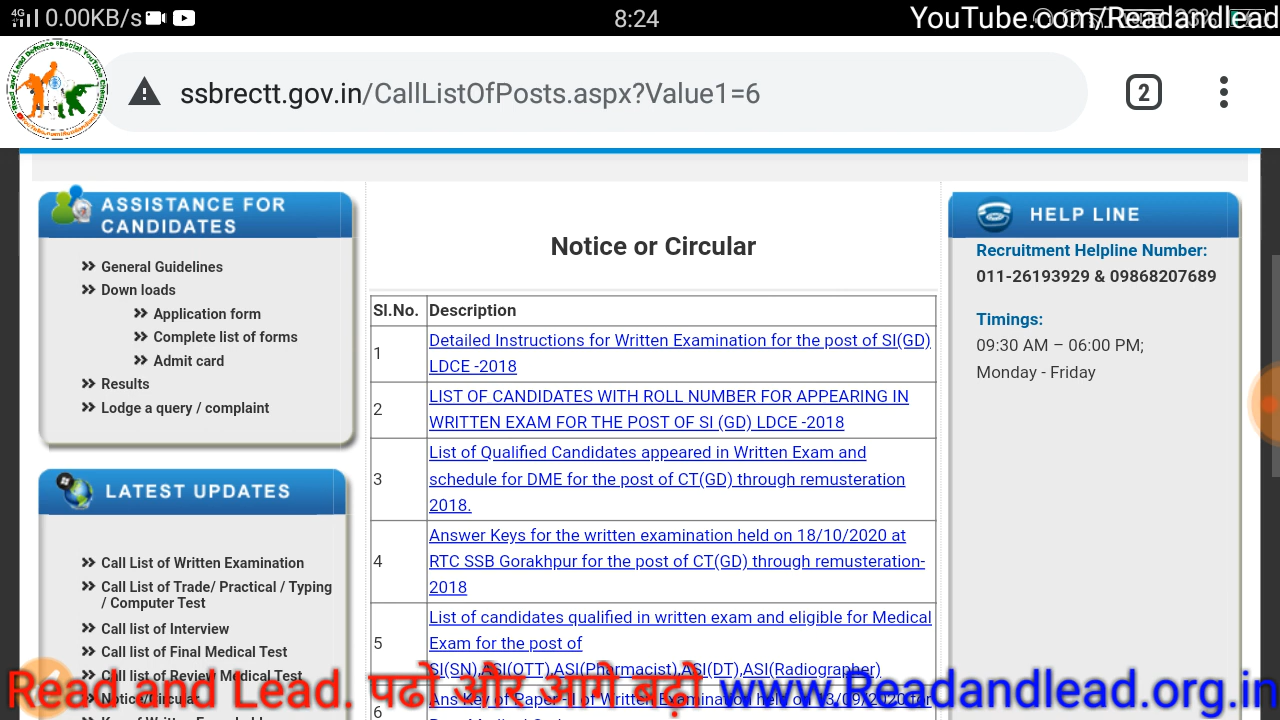 4G 0.00KB/s 8:24
YouTube.com/Readandlead
ssbrectt.gov.in/CallListOfPosts.aspx?Value1=6
2
ASSISTANCE FOR
CANDIDATES
General Guidelines
Down loads
Application form
Complete list of forms
Admit card
Results
Lodge a query / complaint
LATEST UPDATES
Call List of Written Examination
Call List of Trade/ Practical / Typing
/ Computer Test
Call list of Interview
Call list of Final Medical Test
Call list of Review Medical Test
Notice/Circular
Notice or Circular
Sl.No. Description
1 Detailed Instructions for Written Examination for the post of SI(GD)
LDCE -2018
2 LIST OF CANDIDATES WITH ROLL NUMBER FOR APPEARING IN
WRITTEN EXAM FOR THE POST OF SI (GD) LDCE -2018
3 List of Qualified Candidates appeared in Written Exam and
schedule for DME for the post of CT(GD) through remusteration
2018.
4 Answer Keys for the written examination held on 18/10/2020 at
RTC SSB Gorakhpur for the post of CT(GD) through remusteration-
2018
5 List of candidates qualified in written exam and eligible for Medical
Exam for the post of
SI(SN),ASI(OTT),ASI(Pharmacist),ASI(DT),ASI(Radiographer)
6 Ans Key of Paper-II of Written Examination held on
HELP LINE
Recruitment Helpline Number:
011-26193929 & 09868207689
Timings:
09:30 AM – 06:00 PM;
Monday - Friday
Read and Lead. पढो और आगे बढ़ो www.Readandlead.org.in